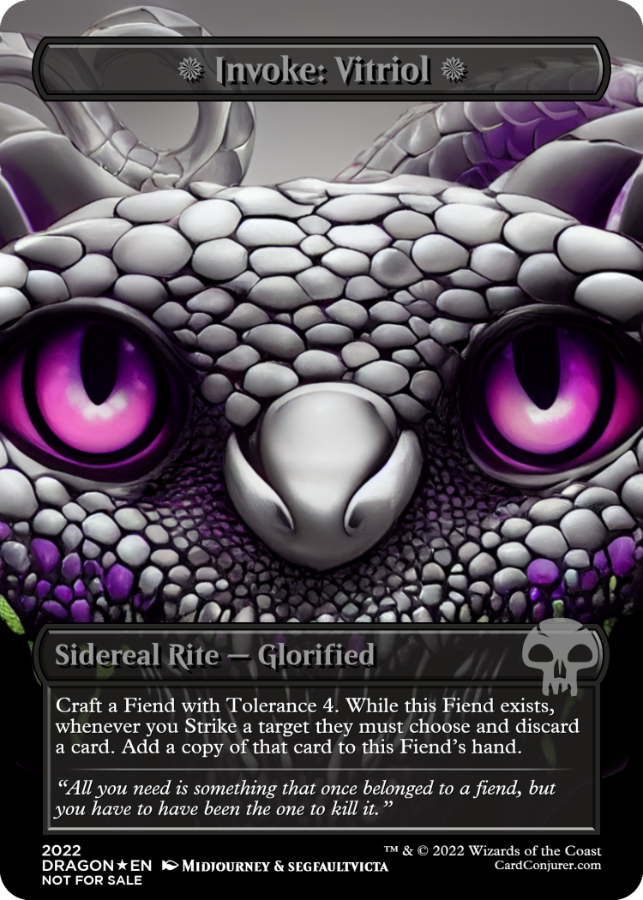 Invoke: Vitriol
Sidereal Rite — Glorified
Craft a Fiend with Tolerance 4. While this Fiend exists,
whenever you Strike a target they must choose and discard
a card. Add a copy of that card to this Fiend's hand.
“All you need is something that once belonged to a fiend, but
you have to have been the one to kill it.”
2022
DRAGON★EN Midjourney & segfaultvicta
NOT FOR SALE
™ & © 2022 Wizards of the Coast
CardConjurer.com